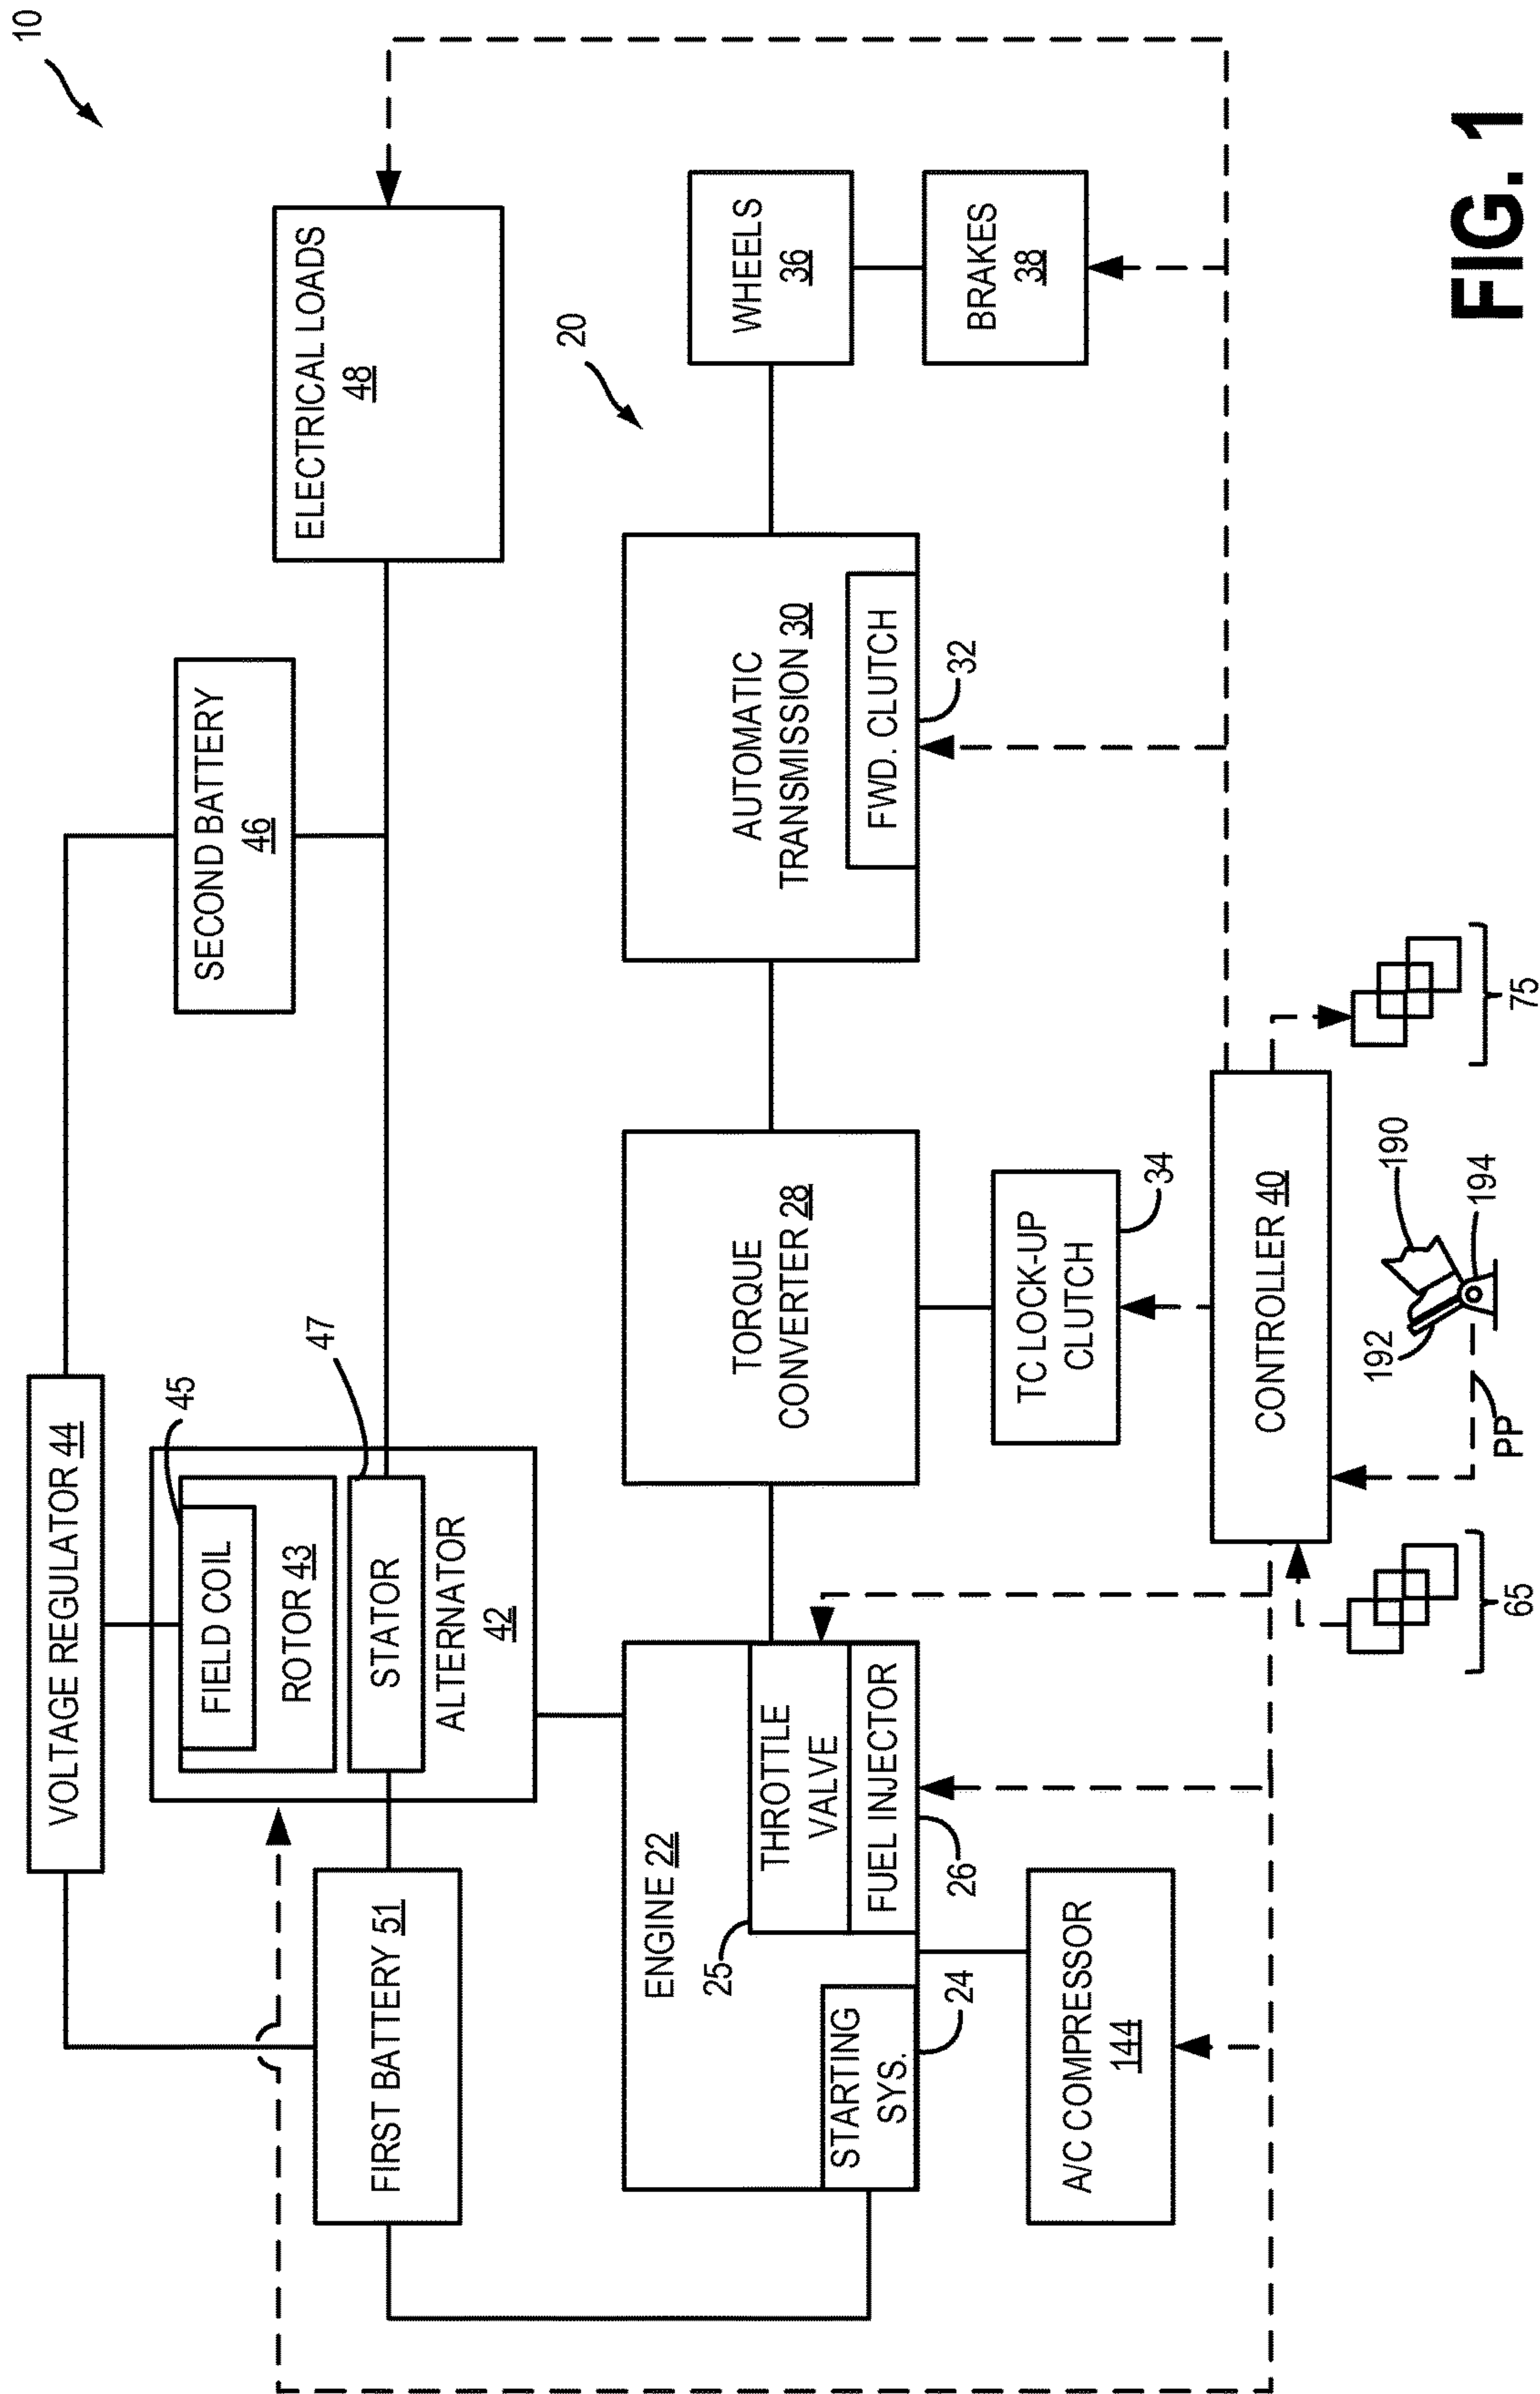 10
VOLTAGE REGULATOR 44
SECOND BATTERY
46
ELECTRICAL LOADS
48
FIRST BATTERY 51
FIELD COIL
45
ROTOR 43
STATOR
47
ALTERNATOR
42
20
ENGINE 22
25
THROTTLE
VALVE
FUEL INJECTOR
26
STARTING
SYS.
24
TORQUE
CONVERTER 28
AUTOMATIC
TRANSMISSION 30
FWD. CLUTCH
32
WHEELS
36
BRAKES
38
TC LOCK-UP
CLUTCH
34
A/C COMPRESSOR
144
CONTROLLER 40
65
PP
192
190
194
75
FIG. 1